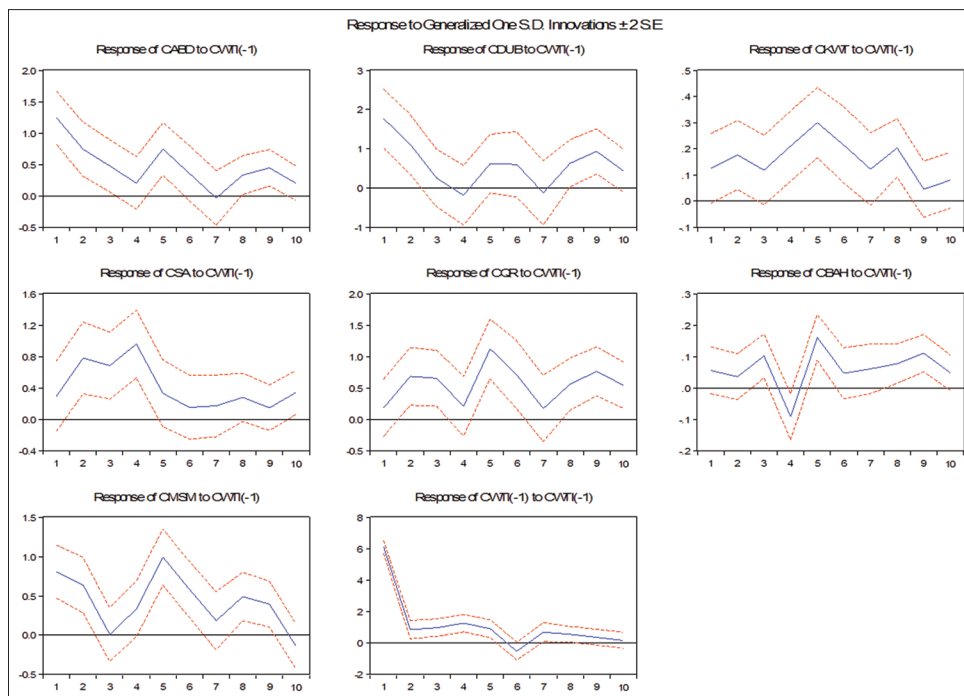 Response to Generalized One S.D. Innovations ± 2 S.E
Response of CABD to CWTI(-1)
2.0
1.5
1.0
0.5
0.0
-0.5
1 2 3 4 5 6 7 8 9 10
Response of CDUB to CWTI(-1)
3
2
1
0
-1
1 2 3 4 5 6 7 8 9 10
Response of CKWT to CWTI(-1)
.5
.4
.3
.2
.1
.0
-.1
1 2 3 4 5 6 7 8 9 10
Response of CSA to CWTI(-1)
1.6
1.2
0.8
0.4
0.0
-0.4
1 2 3 4 5 6 7 8 9 10
Response of CQR to CWTI(-1)
2.0
1.5
1.0
0.5
0.0
-0.5
1 2 3 4 5 6 7 8 9 10
Response of CBAH to CWTI(-1)
.3
.2
.1
.0
-.1
-.2
1 2 3 4 5 6 7 8 9 10
Response of CMSM to CWTI(-1)
1.5
1.0
0.5
0.0
-0.5
1 2 3 4 5 6 7 8 9 10
Response of CWTI(-1) to CWTI(-1)
8
6
4
2
0
-2
1 2 3 4 5 6 7 8 9 10